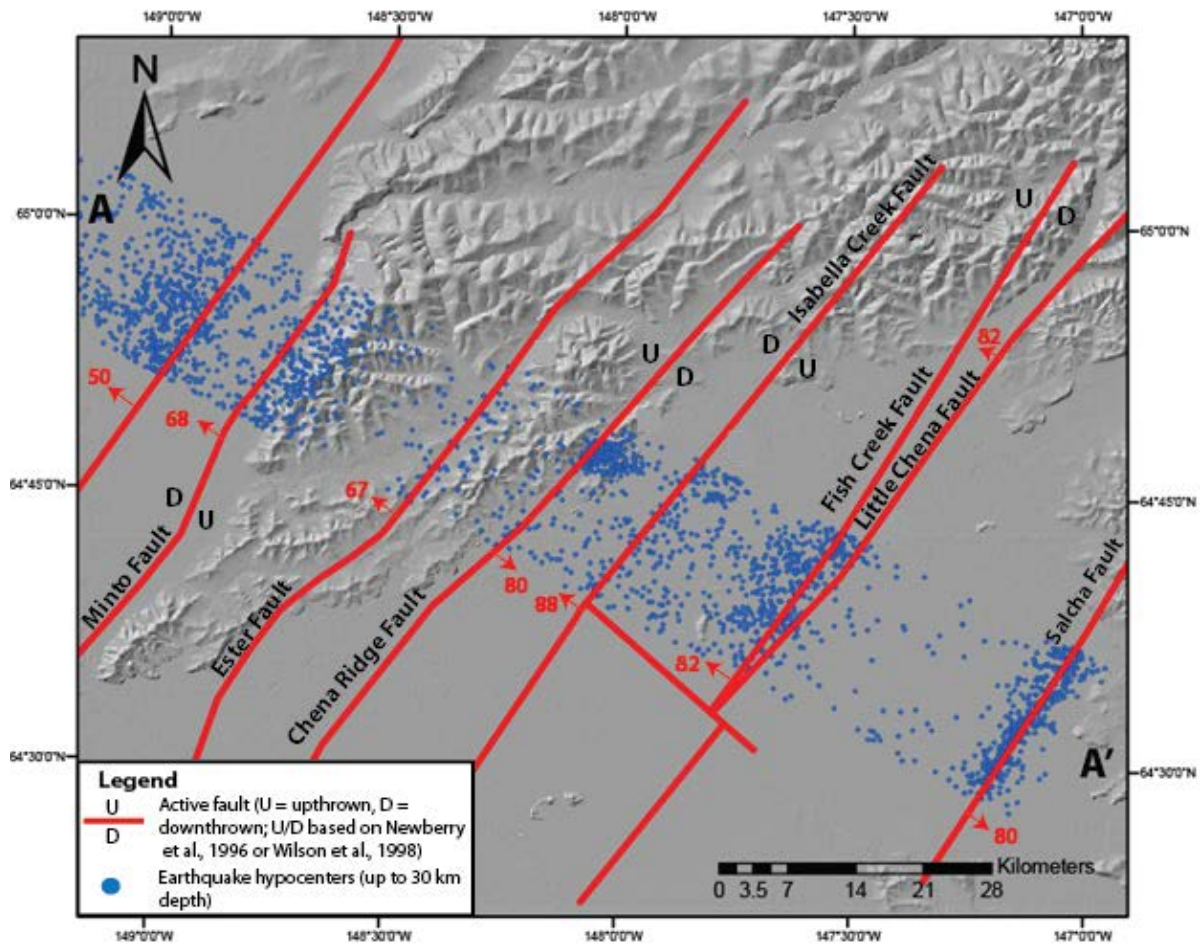 149°0'0"W
148°30'0"W
148°0'0"W
147°30'0"W
147°0'0"W
N
A
65°0'0"N
65°0'0"N
U
D
Isabella Creek Fault
82
50
68
U
D
D
U
67
64°45'0"N
64°45'0"N
D
U
Minto Fault
Ester Fault
Chena Ridge Fault
80
88
82
Fish Creek Fault
Little Chena Fault
Salcha Fault
A'
64°30'0"N
64°30'0"N
80
Legend
U
D
Active fault (U = upthrown, D =
downthrown; U/D based on Newberry
et al., 1996 or Wilson et al., 1998)
Earthquake hypocenters (up to 30 km
depth)
Kilometers
0 3.5 7 14 21 28
149°0'0"W
148°30'0"W
148°0'0"W
147°30'0"W
147°0'0"W